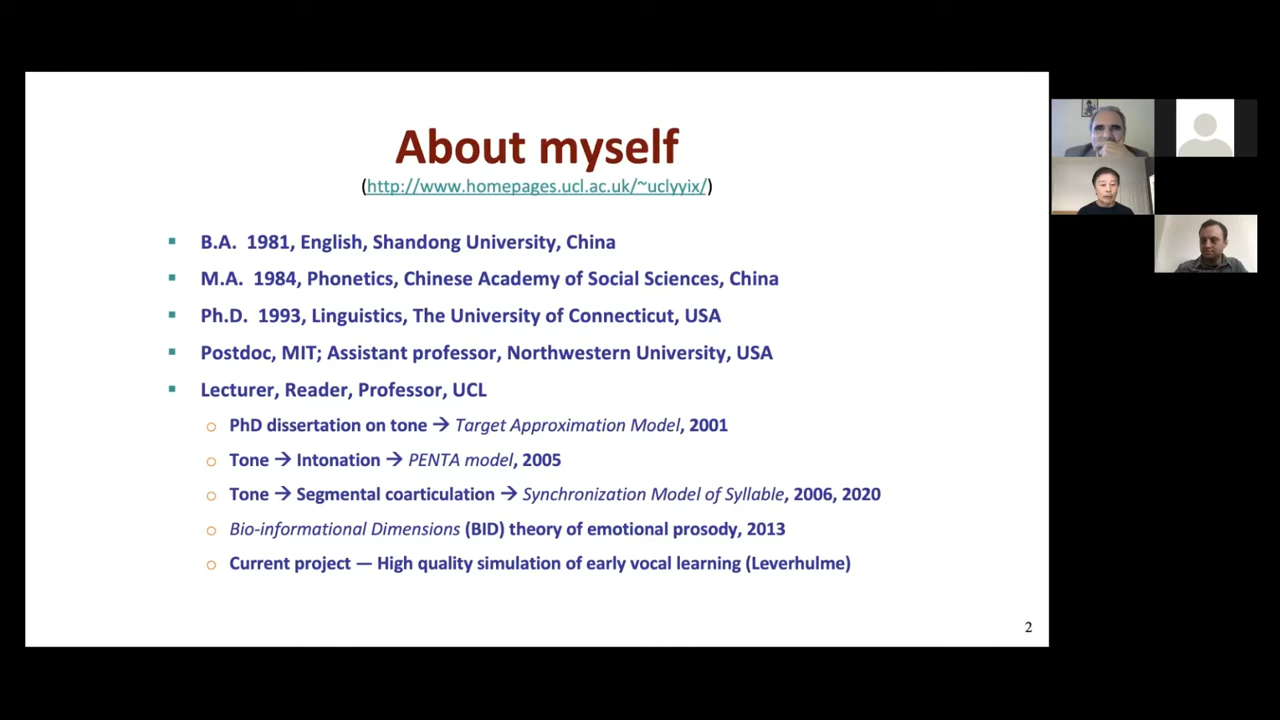 About myself
(http://www.homepages.ucl.ac.uk/~uclyyix/)
▪ B.A. 1981, English, Shandong University, China
▪ M.A. 1984, Phonetics, Chinese Academy of Social Sciences, China
▪ Ph.D. 1993, Linguistics, The University of Connecticut, USA
▪ Postdoc, MIT; Assistant professor, Northwestern University, USA
▪ Lecturer, Reader, Professor, UCL
o PhD dissertation on tone → Target Approximation Model, 2001
o Tone → Intonation → PENTA model, 2005
o Tone → Segmental coarticulation → Synchronization Model of Syllable, 2006, 2020
o Bio-informational Dimensions (BID) theory of emotional prosody, 2013
o Current project — High quality simulation of early vocal learning (Leverhulme)
2